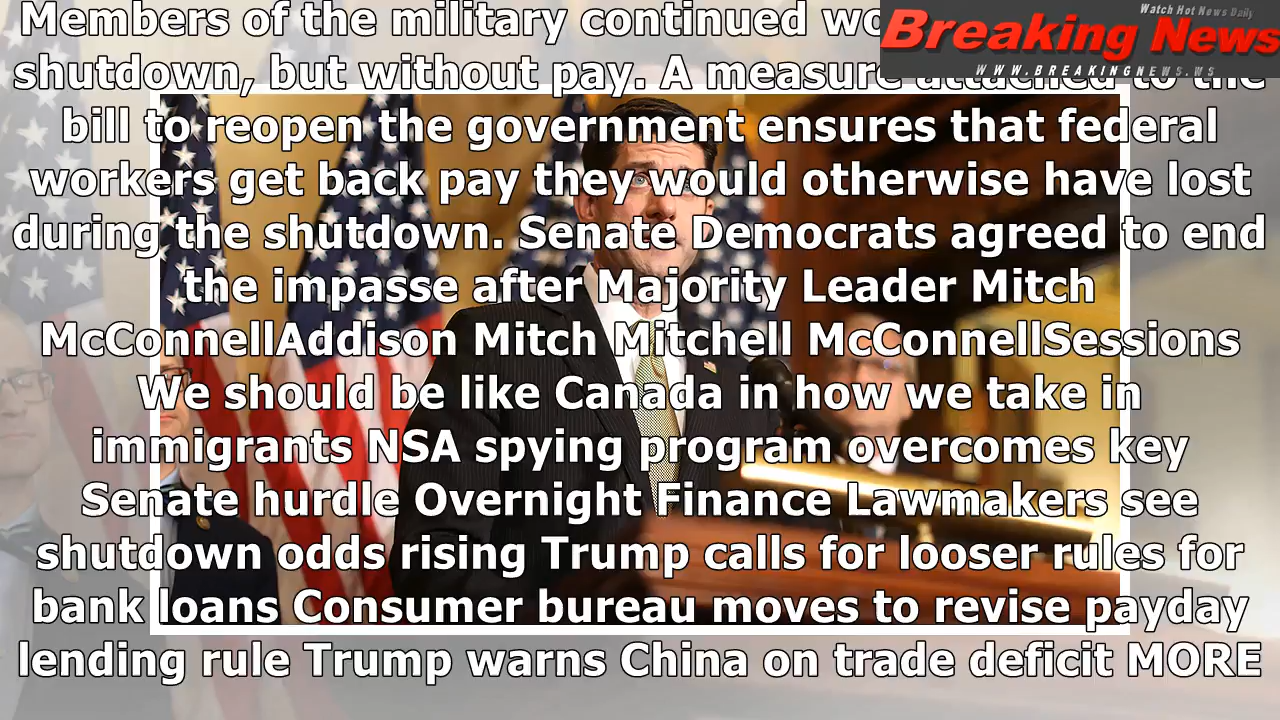 Members of the military continued
Watch Hot News Daily
Breaking News
WWW.BREAKINGNEWS.WS
shutdown, but without pay. A measure attached to the
bill to reopen the government ensures that federal
workers get back pay they would otherwise have lost
during the shutdown. Senate Democrats agreed to end
the impasse after Majority Leader Mitch
McConnellAddison Mitch Mitchell McConnellSessions
We should be like Canada in how we take in
immigrants NSA spying program overcomes key
Senate hurdle Overnight Finance Lawmakers see
shutdown odds rising Trump calls for looser rules for
bank loans Consumer bureau moves to revise payday
lending rule Trump warns China on trade deficit MORE